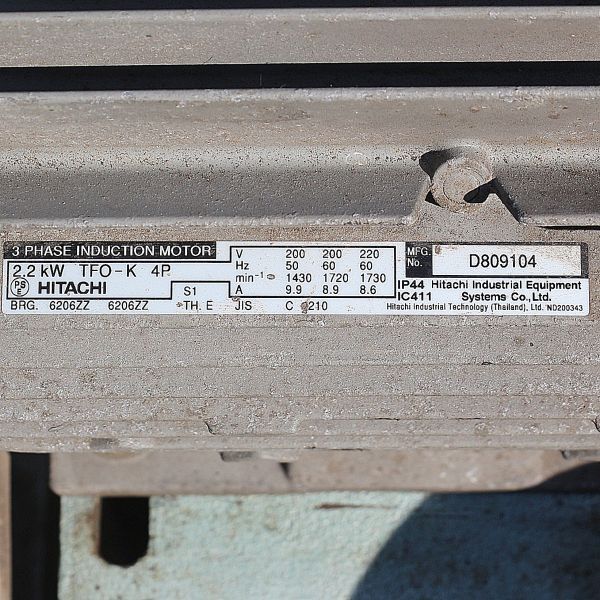 3 PHASE INDUCTION MOTOR
2.2 kW TFO-K 4P
PS E HITACHI S1
BRG. 6206ZZ 6206ZZ TH. E JIS C 4210
V 200 200 220
Hz 50 60 60
min⁻¹ 1430 1720 1730
A 9.9 8.9 8.6
MFG. No. D809104
IP44 Hitachi Industrial Equipment
IC411 Systems Co.,Ltd.
Hitachi Industrial Technology (Thailand), Ltd. ND200343